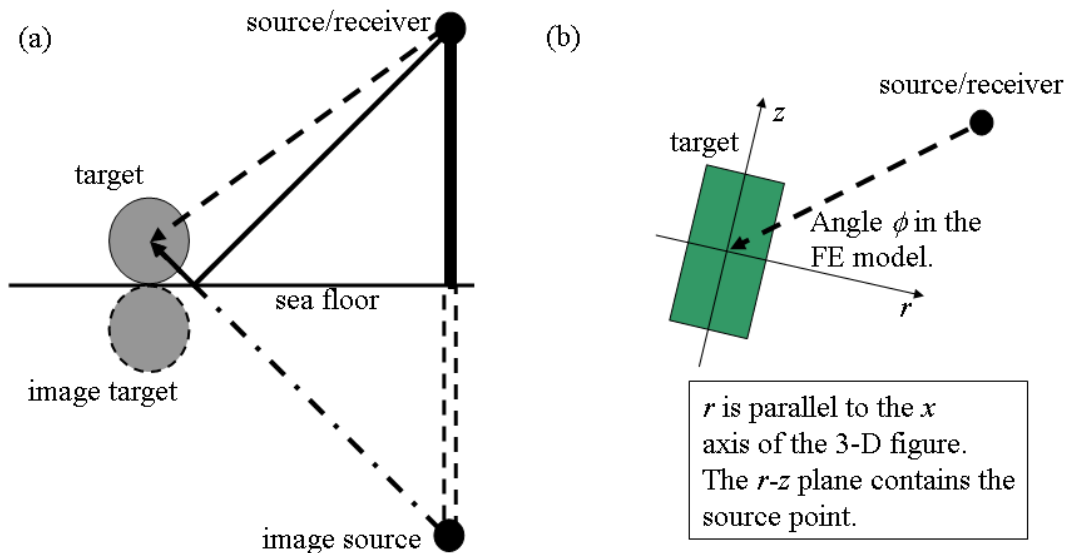 (a)
source/receiver
target
sea floor
image target
image source
(b)
source/receiver
z
target
Angle ϕ in the
FE model.
r
r is parallel to the x
axis of the 3-D figure.
The r-z plane contains the
source point.